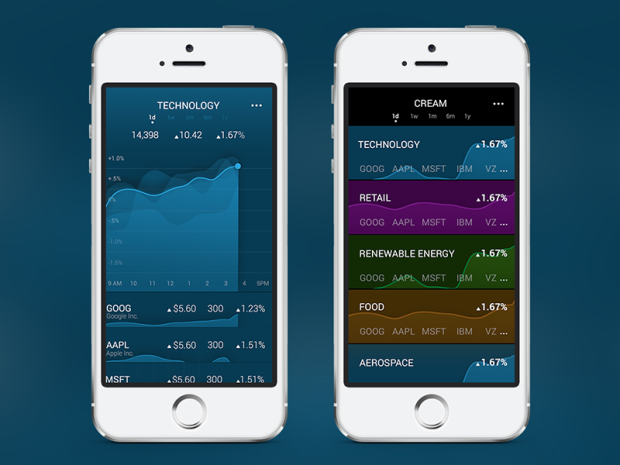 TECHNOLOGY •••
1d 1w 1m 6m 1y
14,398 ▲10.42 ▲1.67%
+1.0%
+.5%
-.5%
-1.0%
-1.5%
9 AM 10 11 12 1 2 3 4 5PM
GOOG ▲$5.60 300 ▲1.23%
Google Inc.
AAPL ▲$5.60 300 ▲1.51%
Apple Inc.
MSFT ▲$5.60 300 ▲1.51%
CREAM •••
1d 1w 1m 6m 1y
TECHNOLOGY ▲1.67%
GOOG AAPL MSFT IBM VZ ...
RETAIL ▲1.67%
GOOG AAPL MSFT IBM VZ ...
RENEWABLE ENERGY ▲1.67%
GOOG AAPL MSFT IBM VZ ...
FOOD ▲1.67%
GOOG AAPL MSFT IBM VZ ...
AEROSPACE ▲1.67%